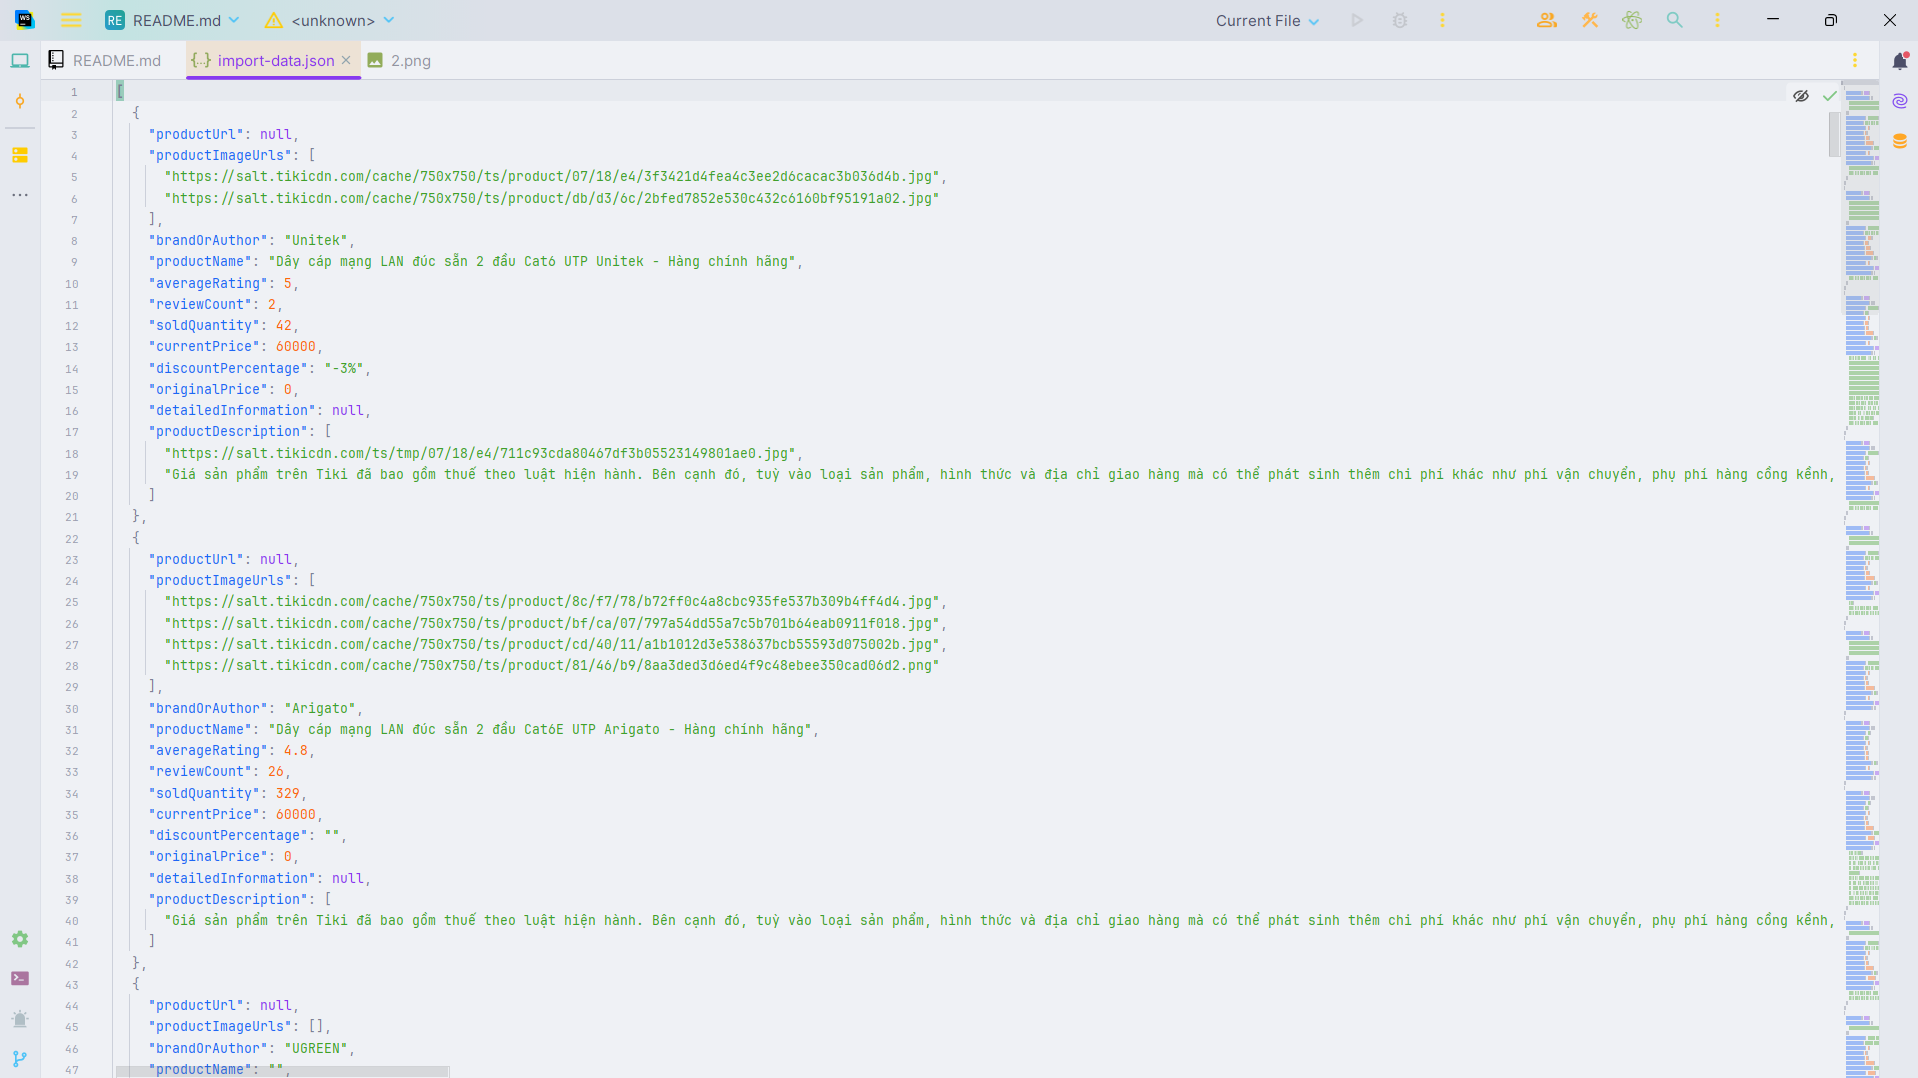 WS
RE README.md
<unknown>
Current File
README.md
{..} import-data.json
2.png
1 [
2 {
3 "productUrl": null,
4 "productImageUrls": [
5 "https://salt.tikicdn.com/cache/750x750/ts/product/07/18/e4/3f3421d4fea4c3ee2d6cacac3b036d4b.jpg",
6 "https://salt.tikicdn.com/cache/750x750/ts/product/db/d3/6c/2bfed7852e530c432c6160bf95191a02.jpg"
7 ],
8 "brandOrAuthor": "Unitek",
9 "productName": "Dây cáp mạng LAN đúc sẵn 2 đầu Cat6 UTP Unitek - Hàng chính hãng",
10 "averageRating": 5,
11 "reviewCount": 2,
12 "soldQuantity": 42,
13 "currentPrice": 60000,
14 "discountPercentage": "-3%",
15 "originalPrice": 0,
16 "detailedInformation": null,
17 "productDescription": [
18 "https://salt.tikicdn.com/ts/tmp/07/18/e4/711c93cda80467df3b05523149801ae0.jpg",
19 "Giá sản phẩm trên Tiki đã bao gồm thuế theo luật hiện hành. Bên cạnh đó, tuỳ vào loại sản phẩm, hình thức và địa chỉ giao hàng mà có thể phát sinh thêm chi phí khác như phí vận chuyển, phụ phí hàng cồng kềnh,
20 ]
21 },
22 {
23 "productUrl": null,
24 "productImageUrls": [
25 "https://salt.tikicdn.com/cache/750x750/ts/product/8c/f7/78/b72ff0c4a8cbc935fe537b309b4ff4d4.jpg",
26 "https://salt.tikicdn.com/cache/750x750/ts/product/bf/ca/07/797a54dd55a7c5b701b64eab0911f018.jpg",
27 "https://salt.tikicdn.com/cache/750x750/ts/product/cd/40/11/a1b1012d3e538637bcb55593d075002b.jpg",
28 "https://salt.tikicdn.com/cache/750x750/ts/product/81/46/b9/8aa3ded3d6ed4f9c48ebee350cad06d2.png"
29 ],
30 "brandOrAuthor": "Arigato",
31 "productName": "Dây cáp mạng LAN đúc sẵn 2 đầu Cat6E UTP Arigato - Hàng chính hãng",
32 "averageRating": 4.8,
33 "reviewCount": 26,
34 "soldQuantity": 329,
35 "currentPrice": 60000,
36 "discountPercentage": "",
37 "originalPrice": 0,
38 "detailedInformation": null,
39 "productDescription": [
40 "Giá sản phẩm trên Tiki đã bao gồm thuế theo luật hiện hành. Bên cạnh đó, tuỳ vào loại sản phẩm, hình thức và địa chỉ giao hàng mà có thể phát sinh thêm chi phí khác như phí vận chuyển, phụ phí hàng cồng kềnh,
41 ]
42 },
43 {
44 "productUrl": null,
45 "productImageUrls": [],
46 "brandOrAuthor": "UGREEN",
47 "productName": "",